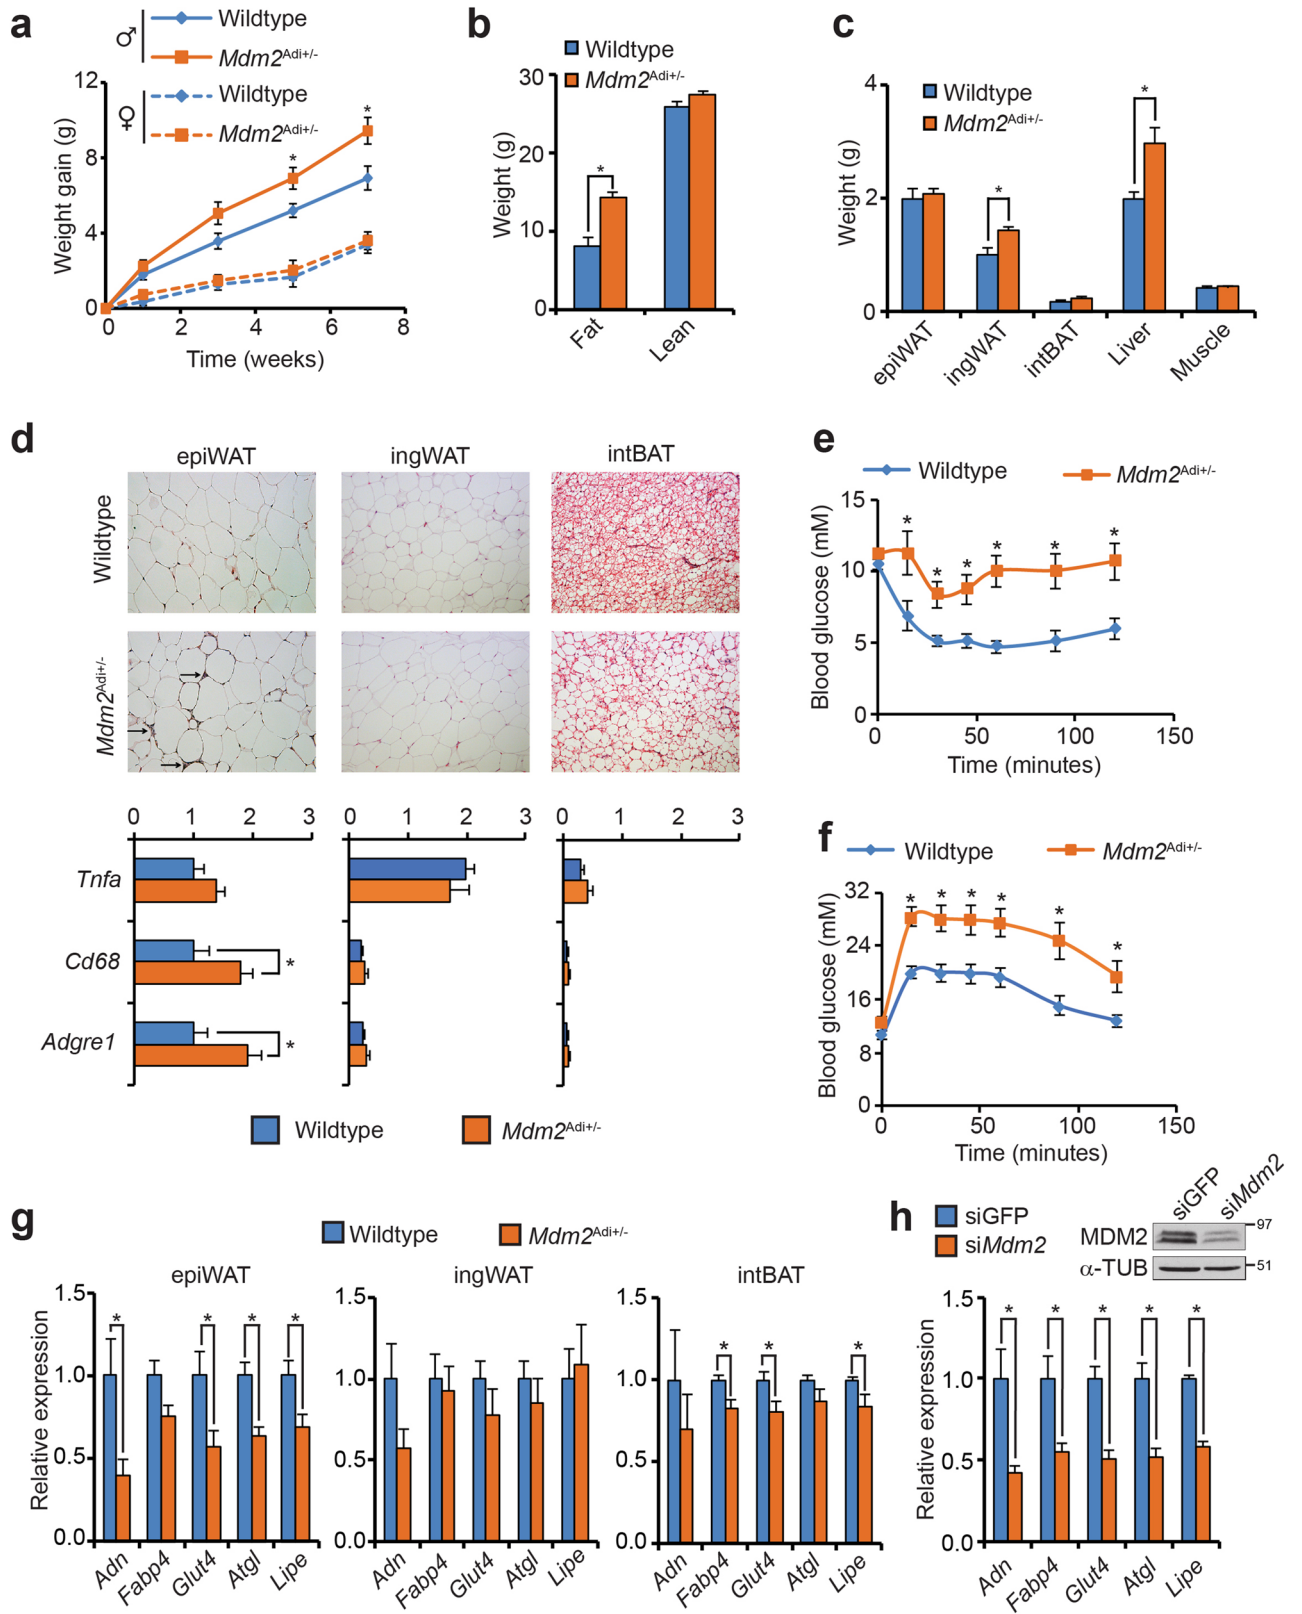 a
♂
Wildtype
Mdm2Adi+/-
♀
Wildtype
Mdm2Adi+/-
12
8
4
0
Weight gain (g)
*
*
0 2 4 6 8
Time (weeks)
b
Wildtype
Mdm2Adi+/-
30
20
10
0
Weight (g)
*
Fat Lean
c
Wildtype
Mdm2Adi+/-
4
2
0
Weight (g)
*
*
epiWAT ingWAT intBAT Liver Muscle
d
epiWAT ingWAT intBAT
Wildtype
Mdm2Adi+/-
0 1 2 3
0 1 2 3
0 1 2 3
Tnfa
Cd68
*
Adgre1
*
Wildtype
Mdm2Adi+/-
e
Wildtype
Mdm2Adi+/-
15
10
5
0
Blood glucose (mM)
* * * * * *
0 50 100 150
Time (minutes)
f
Wildtype
Mdm2Adi+/-
32
24
16
8
0
Blood glucose (mM)
* * * * * *
0 50 100 150
Time (minutes)
g
Wildtype
Mdm2Adi+/-
epiWAT
1.5
1.0
0.5
0.0
Relative expression
* * * *
Adn Fabp4 Glut4 Atgl Lipe
ingWAT
1.5
1.0
0.5
0.0
Adn Fabp4 Glut4 Atgl Lipe
intBAT
1.5
1.0
0.5
0.0
* * *
Adn Fabp4 Glut4 Atgl Lipe
h
siGFP
siMdm2
siGFP siMdm2
MDM2 97
α-TUB 51
1.5
1.0
0.5
0.0
Relative expression
* * * * *
Adn Fabp4 Glut4 Atgl Lipe